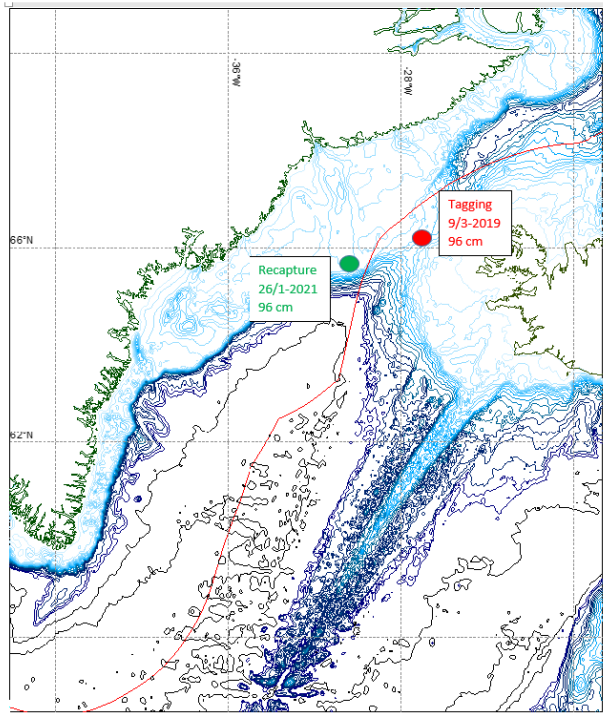 -36°W
-28°W
Tagging
9/3-2019
96 cm
66°N
Recapture
26/1-2021
96 cm
62°N